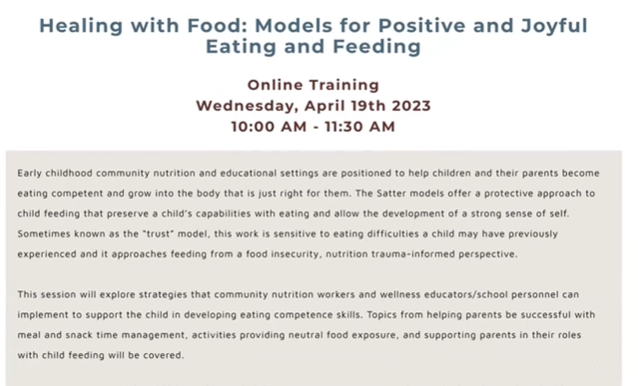 Healing with Food: Models for Positive and Joyful
Eating and Feeding
Online Training
Wednesday, April 19th 2023
10:00 AM - 11:30 AM
Early childhood community nutrition and educational settings are positioned to help children and their parents become
eating competent and grow into the body that is just right for them. The Satter models offer a protective approach to
child feeding that preserve a child's capabilities with eating and allow the development of a strong sense of self.
Sometimes known as the "trust" model, this work is sensitive to eating difficulties a child may have previously
experienced and it approaches feeding from a food insecurity, nutrition trauma-informed perspective.
This session will explore strategies that community nutrition workers and wellness educators/school personnel can
implement to support the child in developing eating competence skills. Topics from helping parents be successful with
meal and snack time management, activities providing neutral food exposure, and supporting parents in their roles
with child feeding will be covered.